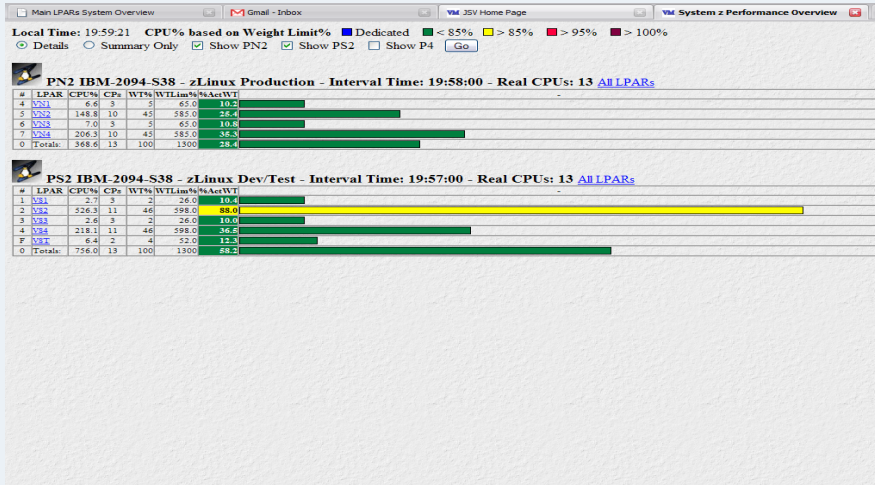 Main LPARs System Overview Gmail - Inbox JSV Home Page System z Performance Overview
Local Time: 19:59:21 CPU% based on Weight Limit% Dedicated < 85% > 85% > 95% > 100%
Details Summary Only Show PN2 Show PS2 Show P4 Go
PN2 IBM-2094-S38 - zLinux Production - Interval Time: 19:58:00 - Real CPUs: 13 All LPARs
# LPAR CPU% CPs WT% WTLim% %ActWT -
4 VN1 6.6 3 5 65.0 10.2
5 VN2 148.8 10 45 585.0 25.4
6 VN3 7.0 3 5 65.0 10.8
7 VN4 206.3 10 45 585.0 35.3
0 Totals: 368.6 13 100 1300 28.4
PS2 IBM-2094-S38 - zLinux Dev/Test - Interval Time: 19:57:00 - Real CPUs: 13 All LPARs
# LPAR CPU% CPs WT% WTLim% %ActWT -
1 VS1 2.7 3 2 26.0 10.4
2 VS2 526.3 11 46 598.0 88.0
3 VS3 2.6 3 2 26.0 10.0
4 VS4 218.1 11 46 598.0 36.5
F VST 6.4 2 4 52.0 12.3
0 Totals: 756.0 13 100 1300 58.2